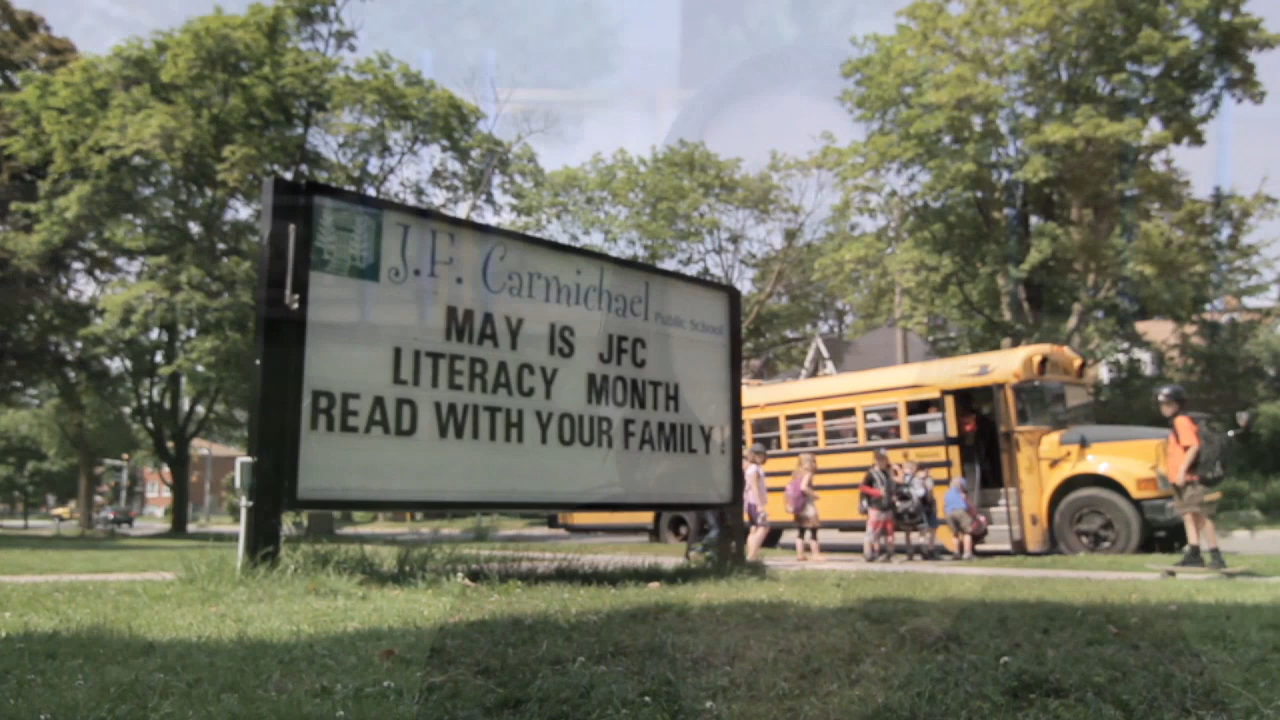 J.F. Carmichael
Public School
MAY IS JFC
LITERACY MONTH
READ WITH YOUR FAMILY!